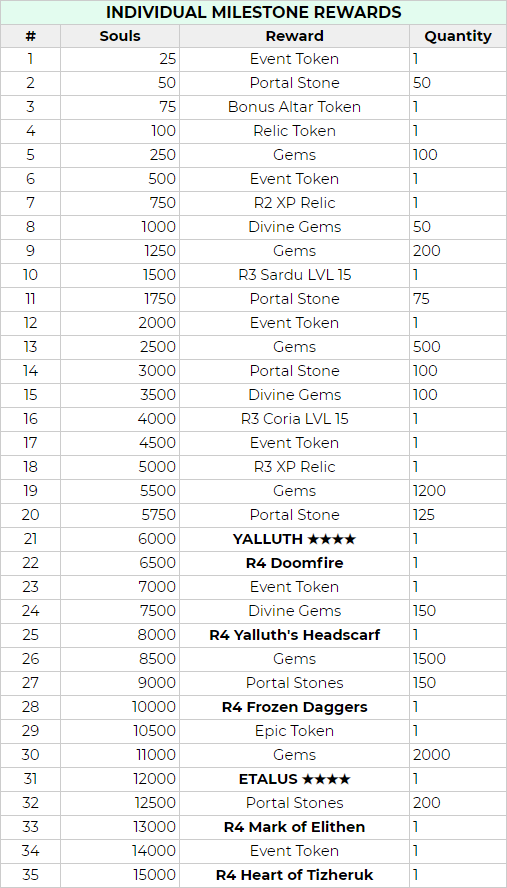 INDIVIDUAL MILESTONE REWARDS
# Souls Reward Quantity
1 25 Event Token 1
2 50 Portal Stone 50
3 75 Bonus Altar Token 1
4 100 Relic Token 1
5 250 Gems 100
6 500 Event Token 1
7 750 R2 XP Relic 1
8 1000 Divine Gems 50
9 1250 Gems 200
10 1500 R3 Sardu LVL 15 1
11 1750 Portal Stone 75
12 2000 Event Token 1
13 2500 Gems 500
14 3000 Portal Stone 100
15 3500 Divine Gems 100
16 4000 R3 Coria LVL 15 1
17 4500 Event Token 1
18 5000 R3 XP Relic 1
19 5500 Gems 1200
20 5750 Portal Stone 125
21 6000 YALLUTH ★★★★ 1
22 6500 R4 Doomfire 1
23 7000 Event Token 1
24 7500 Divine Gems 150
25 8000 R4 Yalluth's Headscarf 1
26 8500 Gems 1500
27 9000 Portal Stones 150
28 10000 R4 Frozen Daggers 1
29 10500 Epic Token 1
30 11000 Gems 2000
31 12000 ETALUS ★★★★ 1
32 12500 Portal Stones 200
33 13000 R4 Mark of Elithen 1
34 14000 Event Token 1
35 15000 R4 Heart of Tizheruk 1